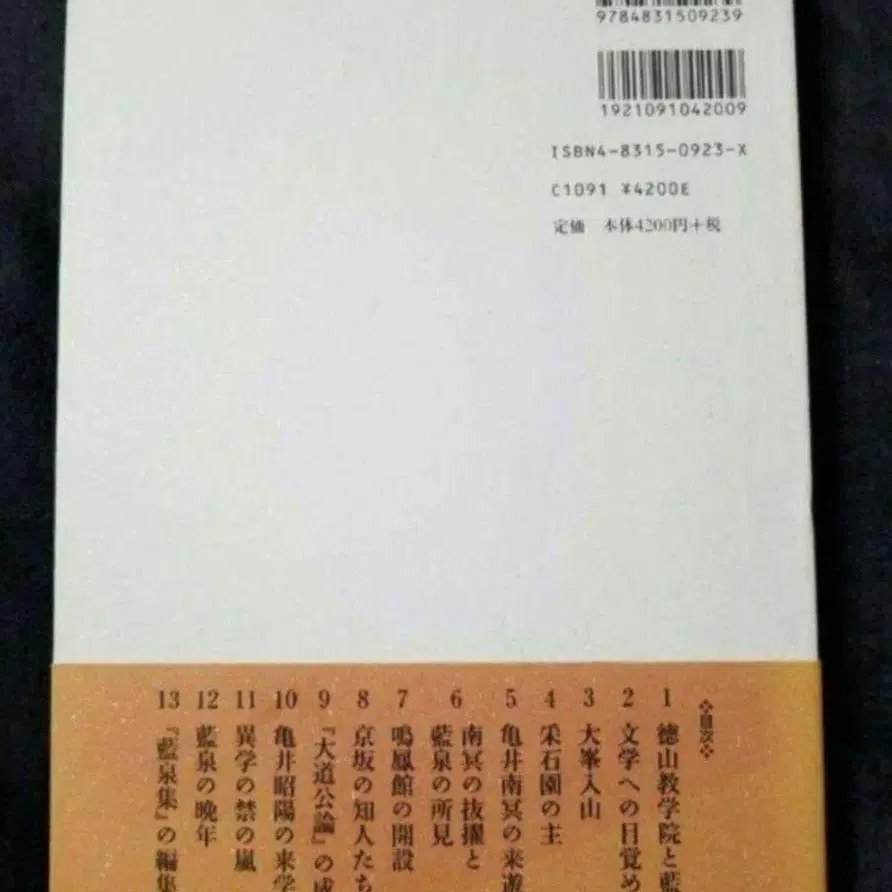 9784831509239
1921091042009
ISBN4-8315-0923-X
C1091 ¥4200E
定価 本体4200円+税
❖目次❖
1 徳山教学院と藍
2 文学への目覚め
3 大峯入山
4 采石園の主
5 亀井南冥の来遊
6 南冥の抜擢と
藍泉の所見
7 鳴鳳館の開設
8 京坂の知人たち
9 『大道公論』の成
10 亀井昭陽の来学
11 異学の禁の嵐
12 藍泉の晩年
13 『藍泉集』の編集